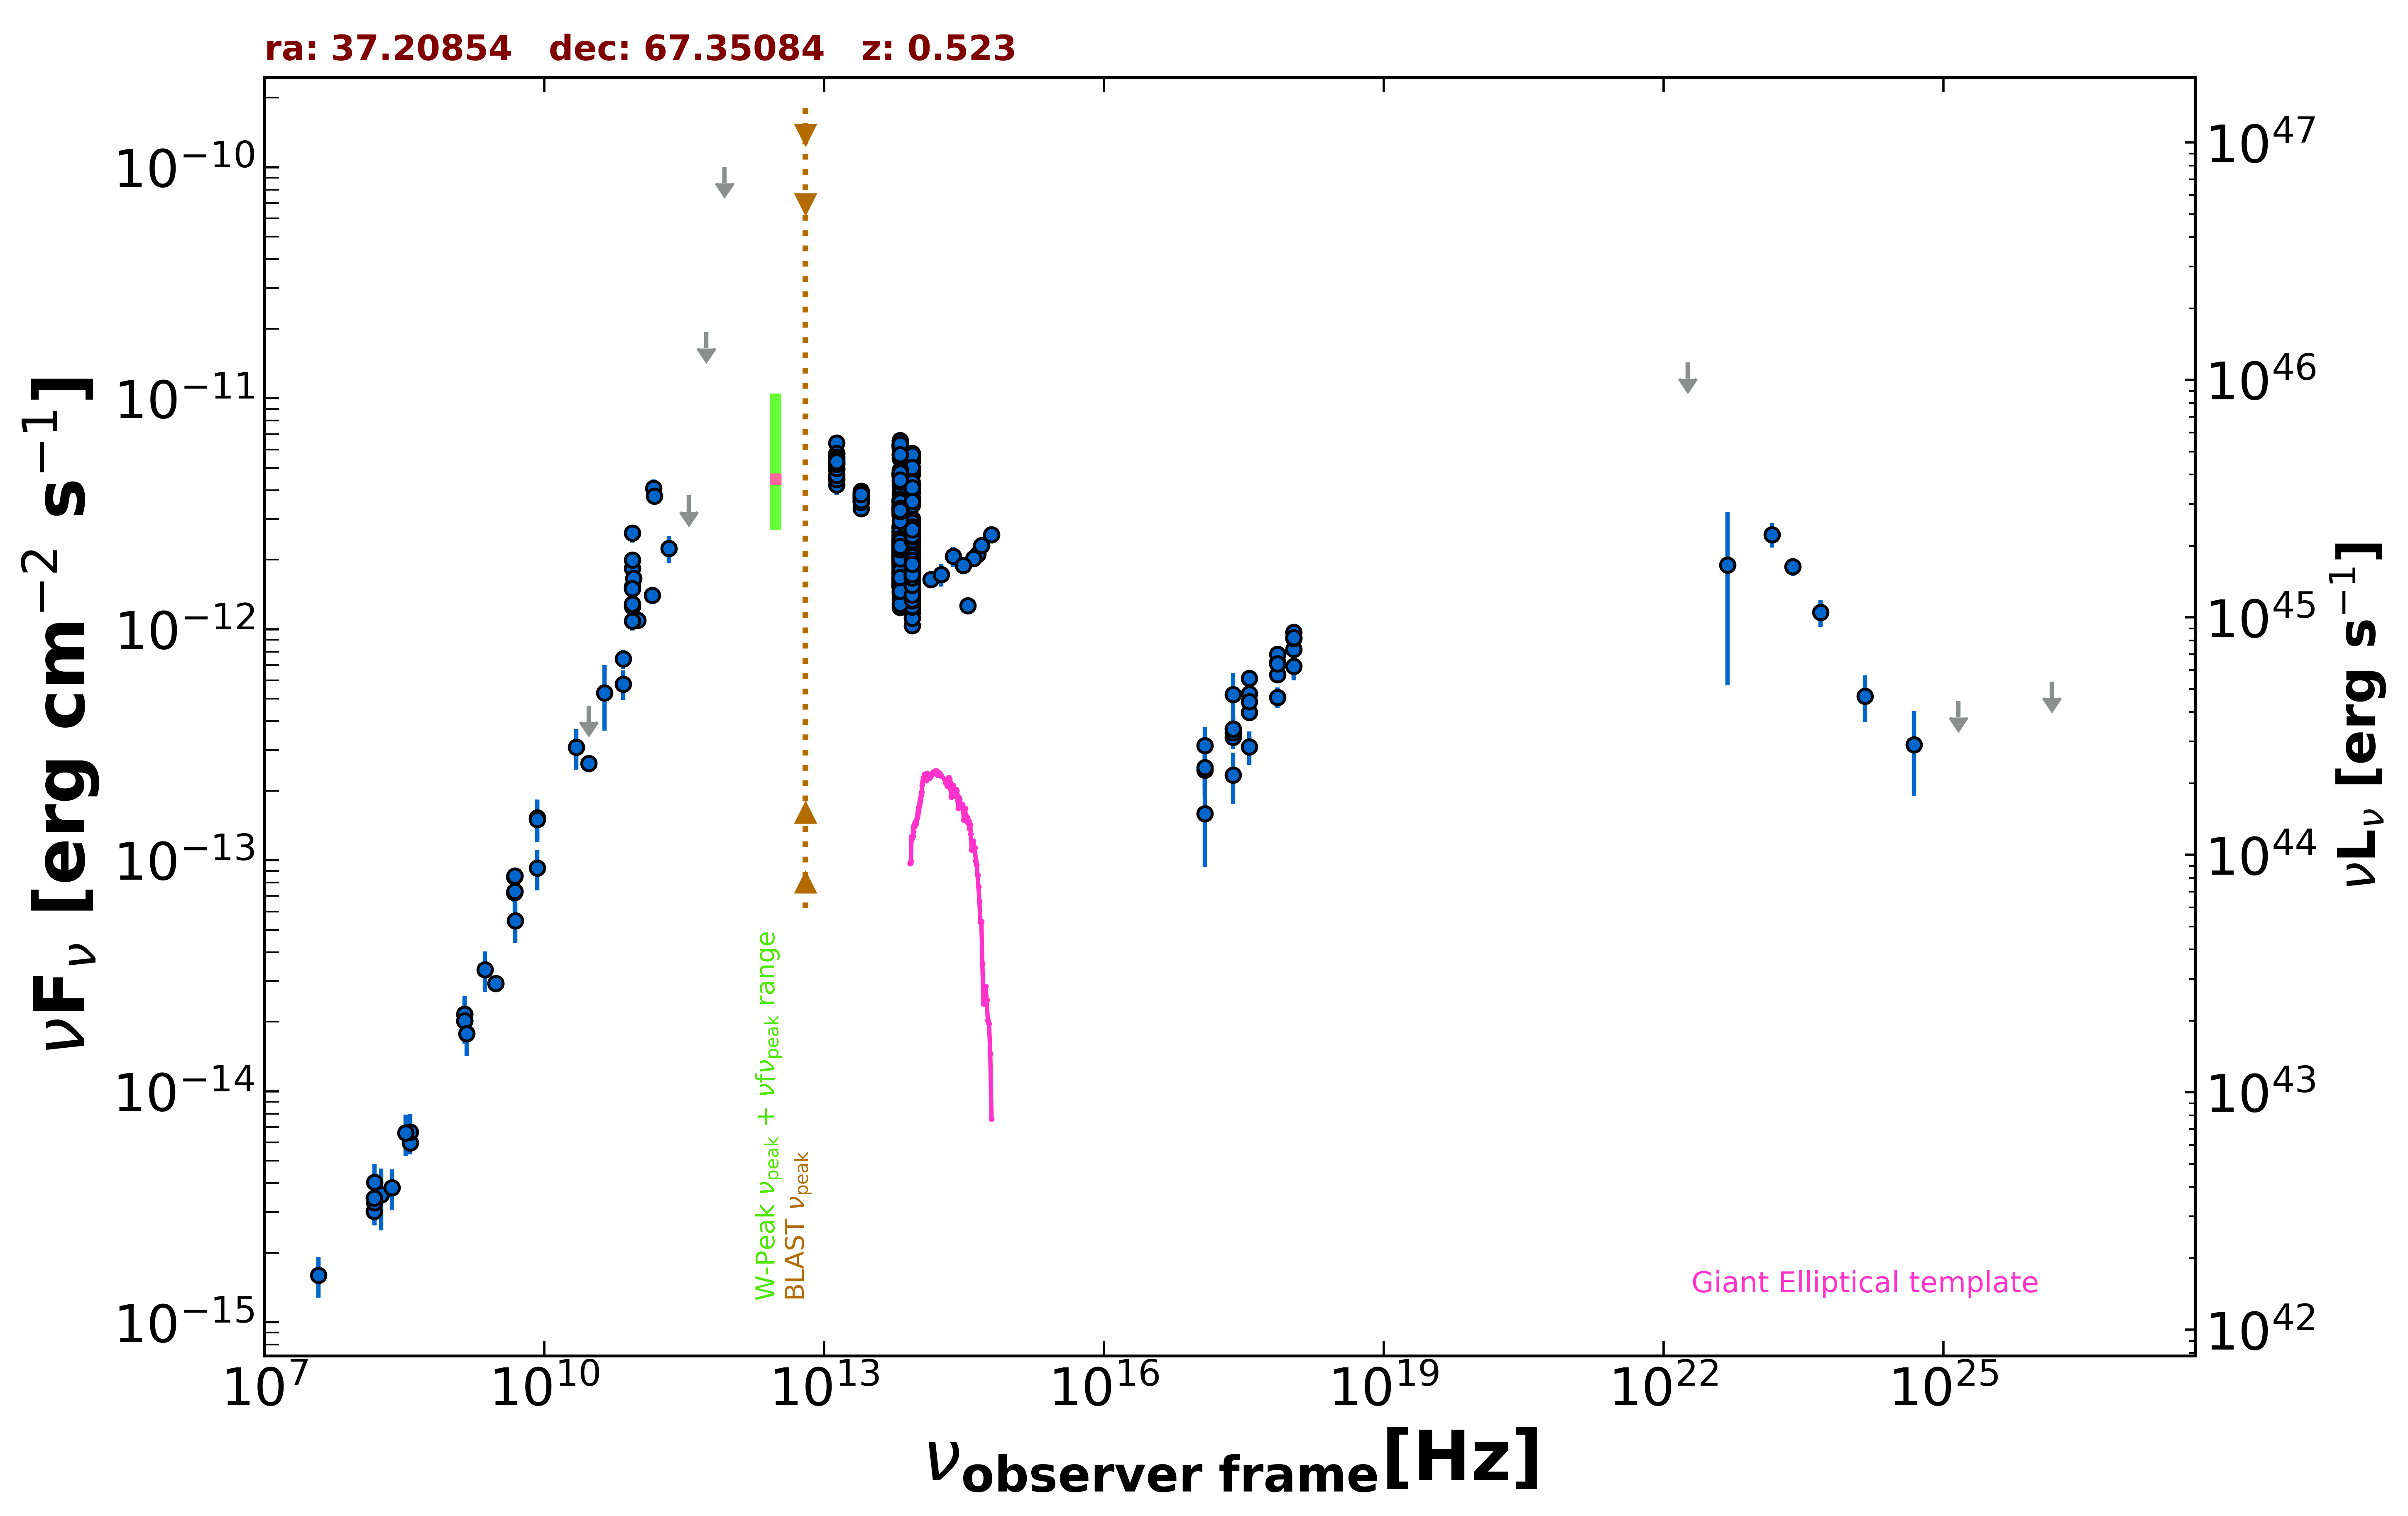 ra: 37.20854   dec: 67.35084   z: 0.523
νFν [erg cm−2 s−1]
10−10
10−11
10−12
10−13
10−14
10−15
1047
1046
1045
1044
1043
1042
νLν [erg s−1]
W-Peak νpeak + νfνpeak range
BLAST νpeak
Giant Elliptical template
107
1010
1013
1016
1019
1022
1025
νobserver frame[Hz]